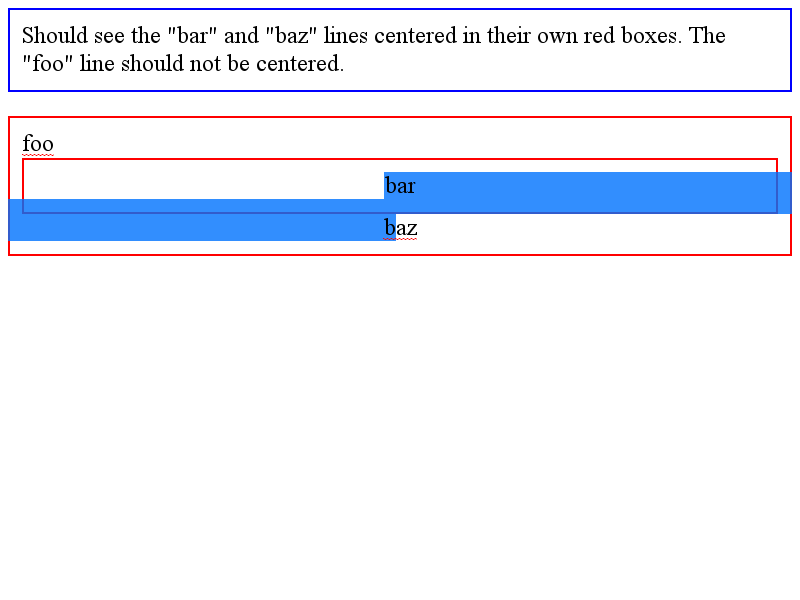 Should see the "bar" and "baz" lines centered in their own red boxes. The
"foo" line should not be centered.
foo
bar
baz